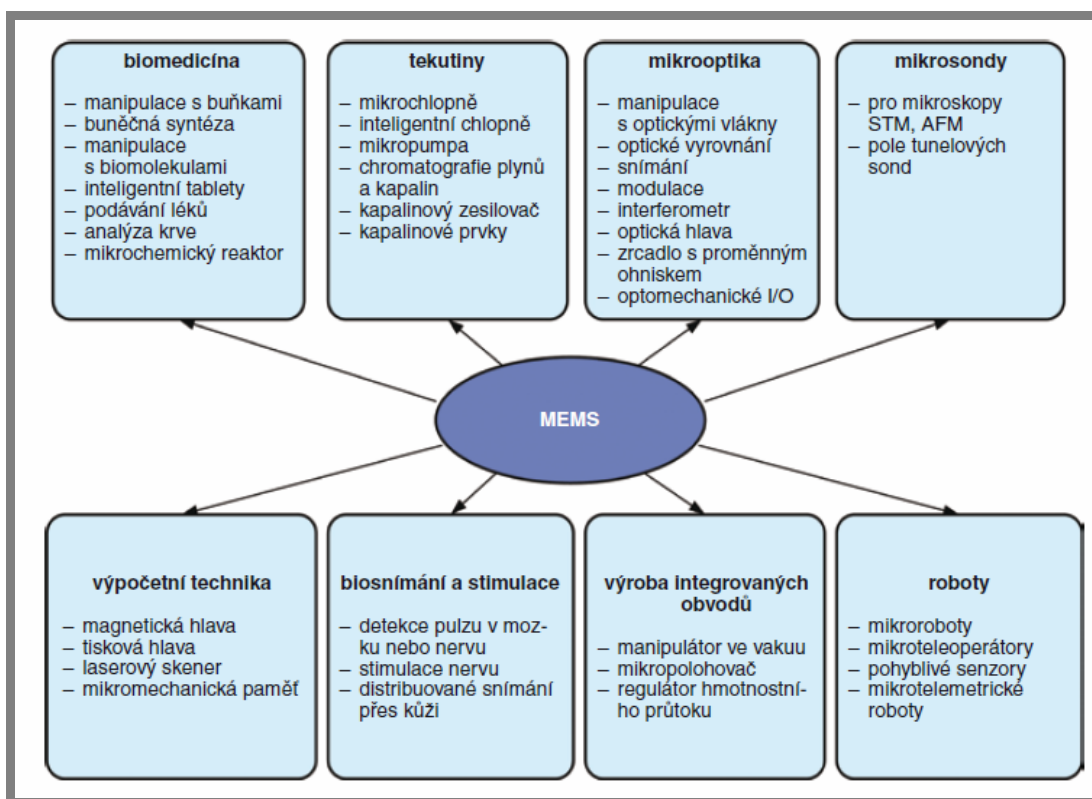 biomedicína
– manipulace s buňkami
– buněčná syntéza
– manipulace
s biomolekulami
– inteligentní tablety
– podávání léků
– analýza krve
– mikrochemický reaktor
tekutiny
– mikrochlopně
– inteligentní chlopně
– mikropumpa
– chromatografie plynů
a kapalin
– kapalinový zesilovač
– kapalinové prvky
mikrooptika
– manipulace
s optickými vlákny
– optické vyrovnání
– snímání
– modulace
– interferometr
– optická hlava
– zrcadlo s proměnným
ohniskem
– optomechanické I/O
mikrosondy
– pro mikroskopy
STM, AFM
– pole tunelových
sond
MEMS
výpočetní technika
– magnetická hlava
– tisková hlava
– laserový skener
– mikromechanická paměť
biosnímání a stimulace
– detekce pulzu v moz-
ku nebo nervu
– stimulace nervu
– distribuované snímání
přes kůži
výroba integrovaných
obvodů
– manipulátor ve vakuu
– mikropolohovač
– regulátor hmotnostní-
ho průtoku
roboty
– mikroroboty
– mikroteleoperátory
– pohyblivé senzory
– mikrotelemetrické
roboty